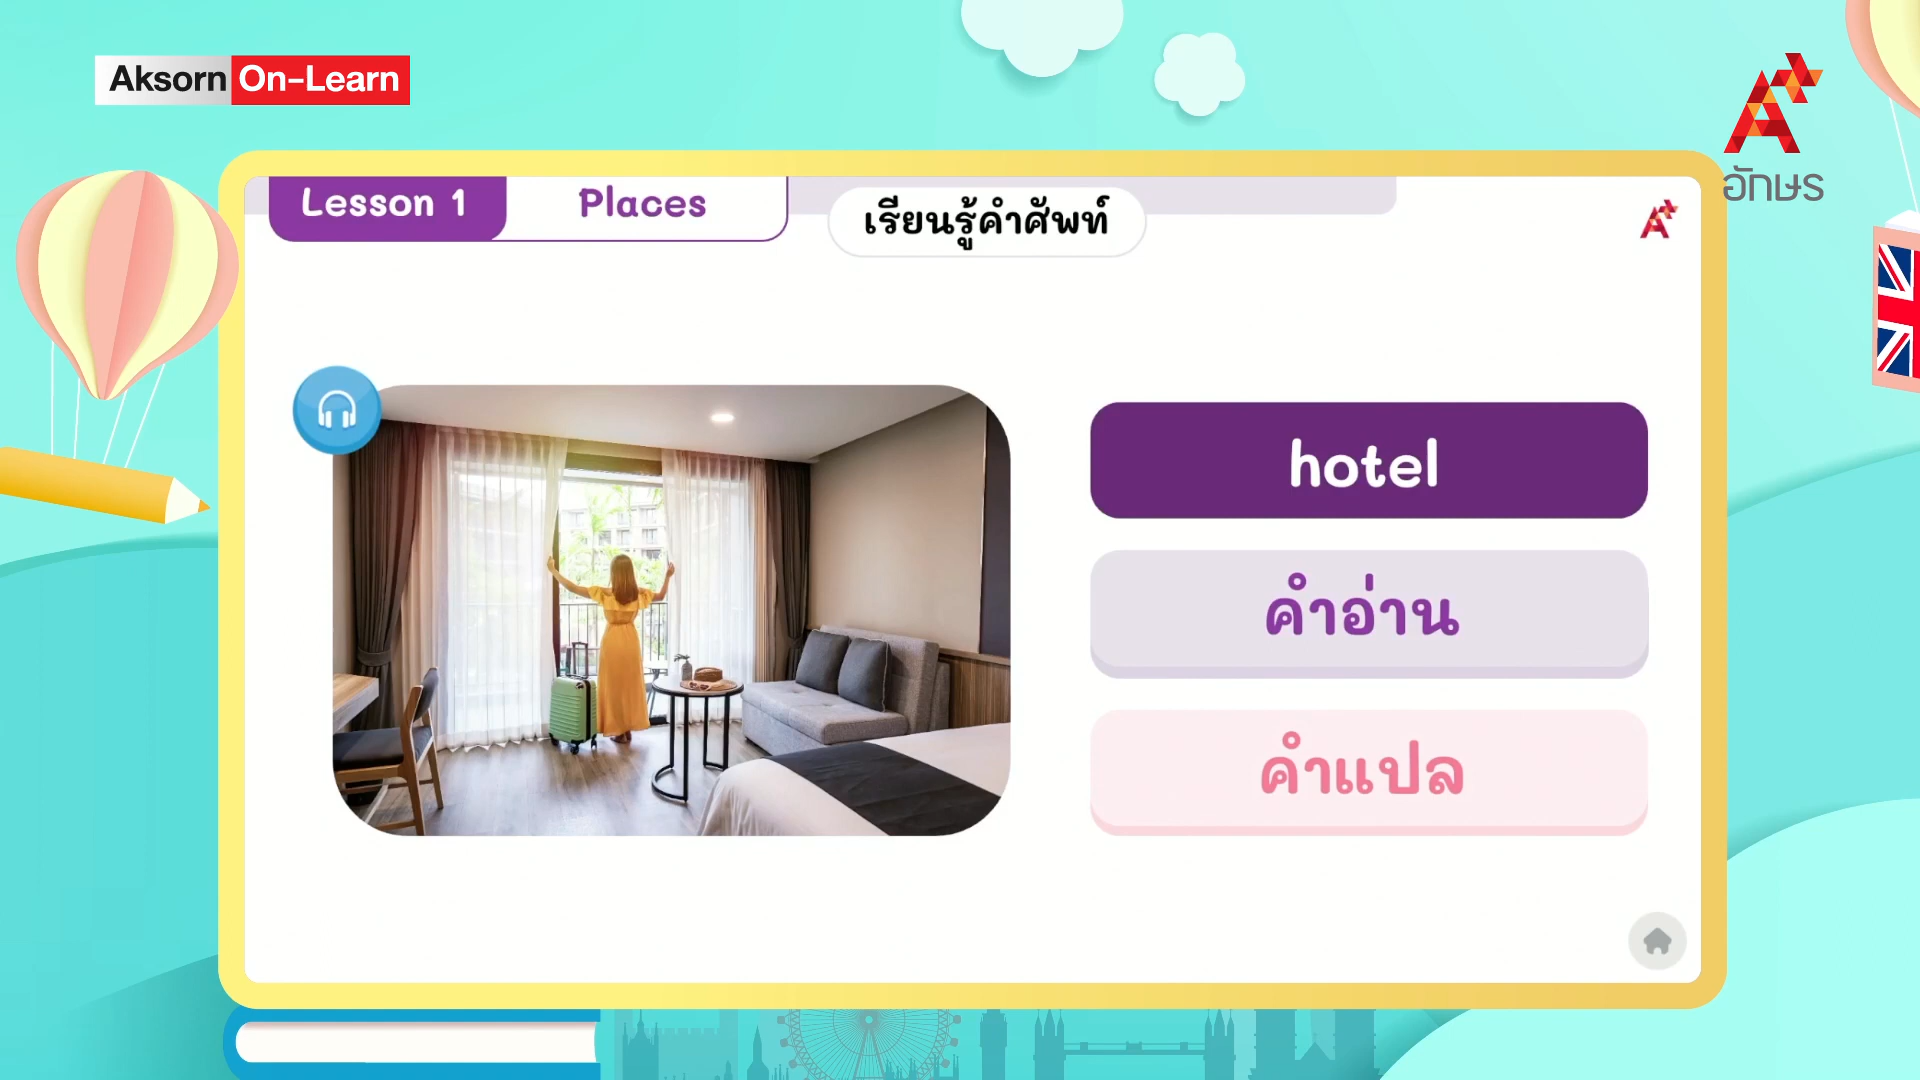 Aksorn On-Learn
อักษร
Lesson 1 Places
เรียนรู้คำศัพท์
hotel
คำอ่าน
คำแปล